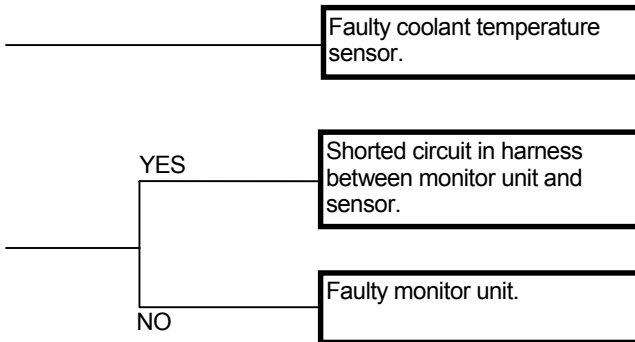 Faulty coolant temperature
sensor.
YES
Shorted circuit in harness
between monitor unit and
sensor.
Faulty monitor unit.
NO